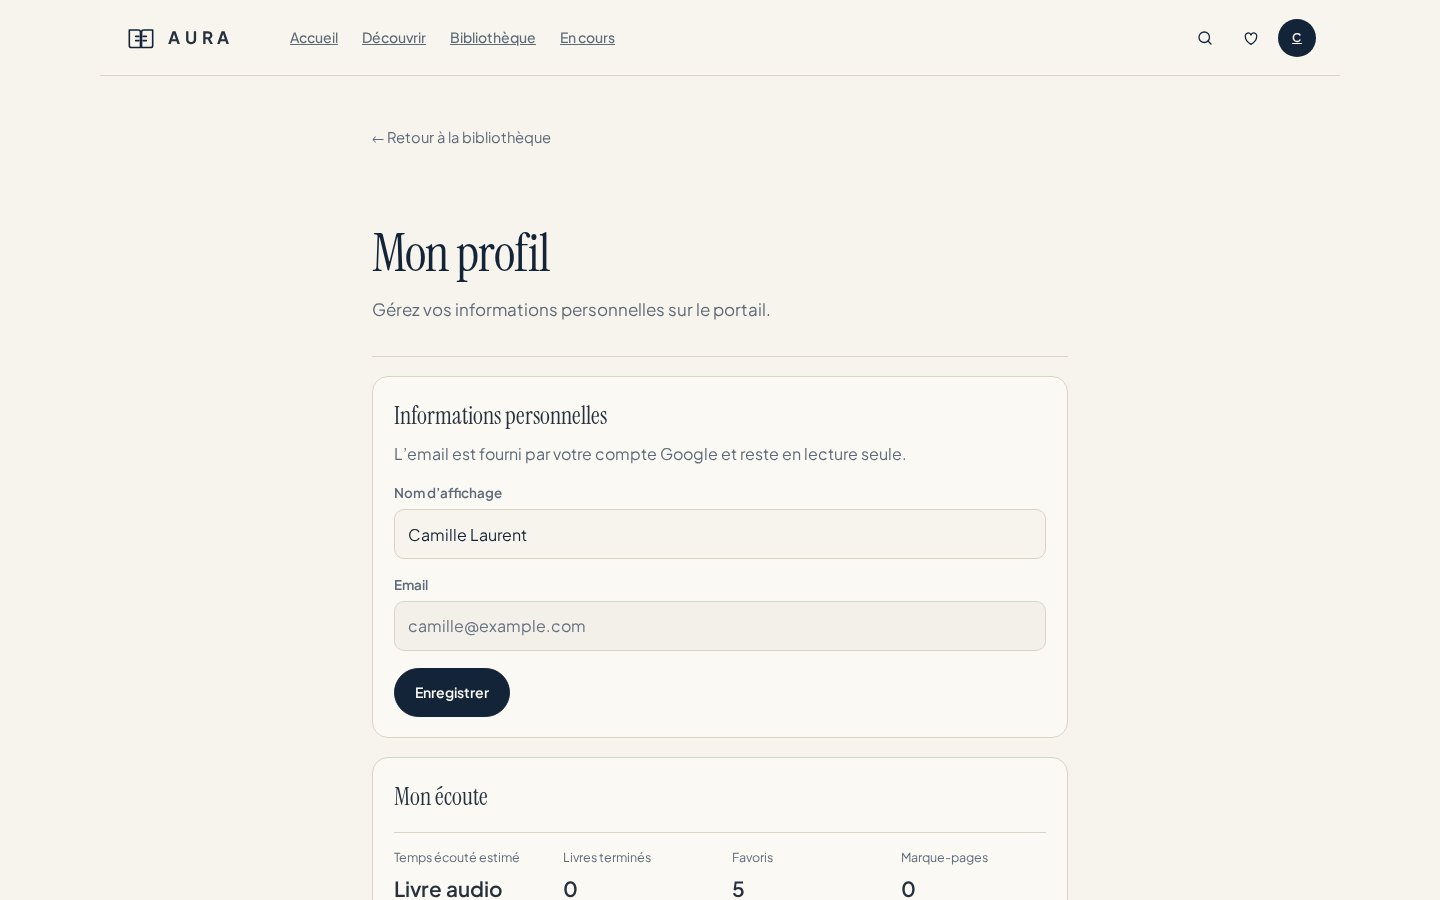 AURA
Accueil Découvrir Bibliothèque En cours
C
← Retour à la bibliothèque
Mon profil
Gérez vos informations personnelles sur le portail.
Informations personnelles
L’email est fourni par votre compte Google et reste en lecture seule.
Nom d’affichage
Camille Laurent
Email
camille@example.com
Enregistrer
Mon écoute
Temps écouté estimé Livres terminés Favoris Marque-pages
Livre audio 0 5 0